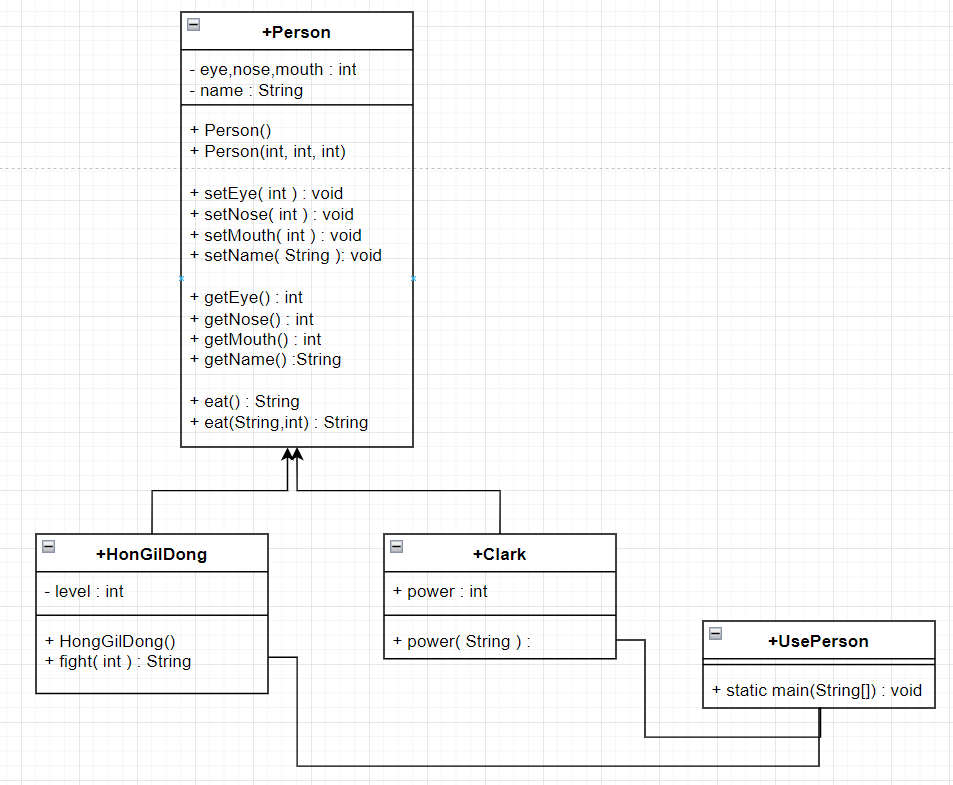 +Person
- eye,nose,mouth : int
- name : String
+ Person()
+ Person(int, int, int)
+ setEye( int ) : void
+ setNose( int ) : void
+ setMouth( int ) : void
+ setName( String ): void
+ getEye() : int
+ getNose() : int
+ getMouth() : int
+ getName() :String
+ eat() : String
+ eat(String,int) : String
+HonGilDong
- level : int
+ HongGilDong()
+ fight( int ) : String
+Clark
+ power : int
+ power( String ) :
+UsePerson
+ static main(String[]) : void